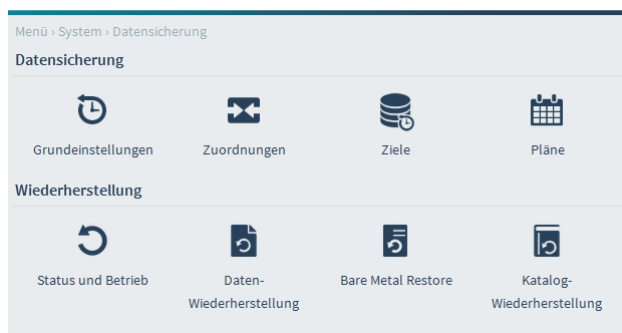 Menü › System › Datensicherung
Datensicherung
Grundeinstellungen
Zuordnungen
Ziele
Pläne
Wiederherstellung
Status und Betrieb
Daten-
Wiederherstellung
Bare Metal Restore
Katalog-
Wiederherstellung